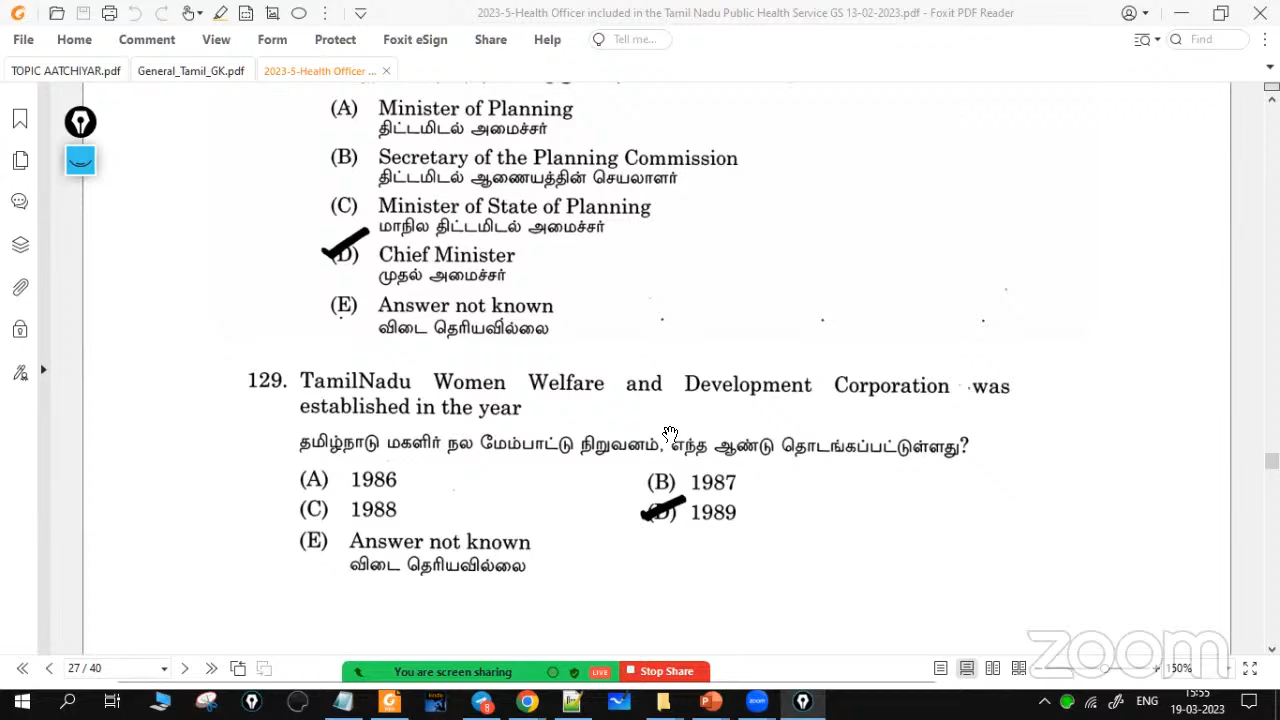 2023-5-Health Officer included in the Tamil Nadu Public Health Service GS 13-02-2023.pdf - Foxit PDF Reader
File Home Comment View Form Protect Foxit eSign Share Help Tell me... Find
TOPIC AATCHIYAR.pdf General_Tamil_GK.pdf 2023-5-Health Officer ...
(A) Minister of Planning
திட்டமிடல் அமைச்சர்
(B) Secretary of the Planning Commission
திட்டமிடல் ஆணையத்தின் செயலாளர்
(C) Minister of State of Planning
மாநில திட்டமிடல் அமைச்சர்
(D) Chief Minister
முதல் அமைச்சர்
(E) Answer not known
விடை தெரியவில்லை
129. TamilNadu Women Welfare and Development Corporation was
established in the year
தமிழ்நாடு மகளிர் நல மேம்பாட்டு நிறுவனம், எந்த ஆண்டு தொடங்கப்பட்டுள்ளது?
(A) 1986 (B) 1987
(C) 1988 (D) 1989
(E) Answer not known
விடை தெரியவில்லை
zoom
27 / 40 You are screen sharing LIVE Stop Share 150%
ENG 15:55
19-03-2023